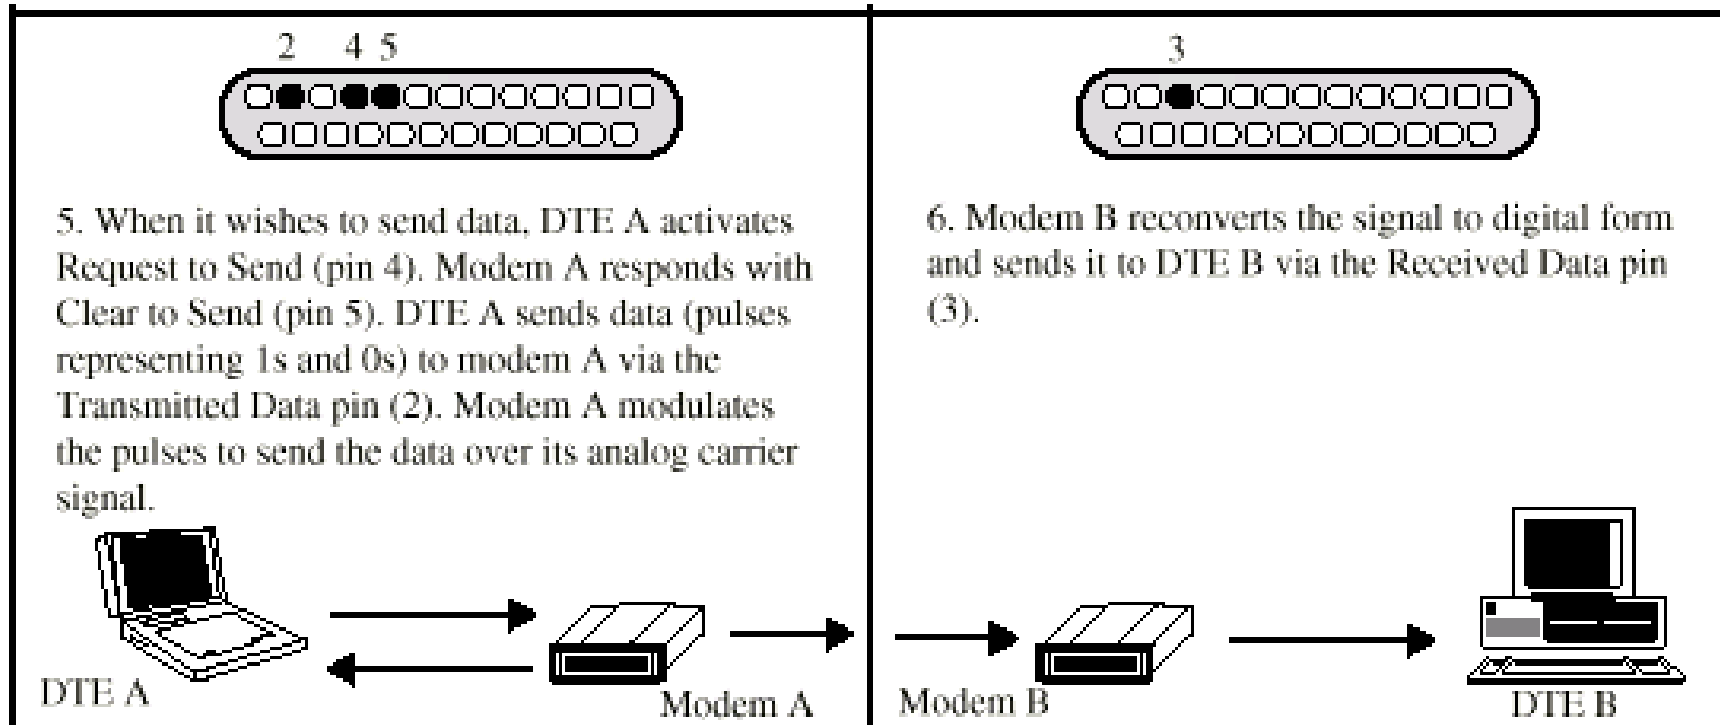 2 4 5
5. When it wishes to send data, DTE A activates
Request to Send (pin 4). Modem A responds with
Clear to Send (pin 5). DTE A sends data (pulses
representing 1s and 0s) to modem A via the
Transmitted Data pin (2). Modem A modulates
the pulses to send the data over its analog carrier
signal.
DTE A
Modem A
3
6. Modem B reconverts the signal to digital form
and sends it to DTE B via the Received Data pin
(3).
Modem B
DTE B